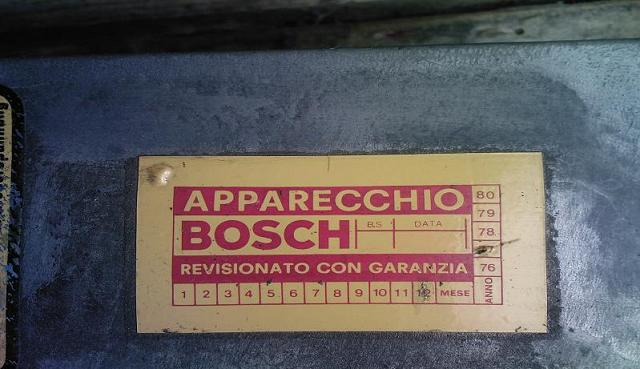 APPARECCHIO
BOSCH B.S DATA
REVISIONATO CON GARANZIA
1 2 3 4 5 6 7 8 9 10 11 12 MESE
80
79
78
76
ANNO